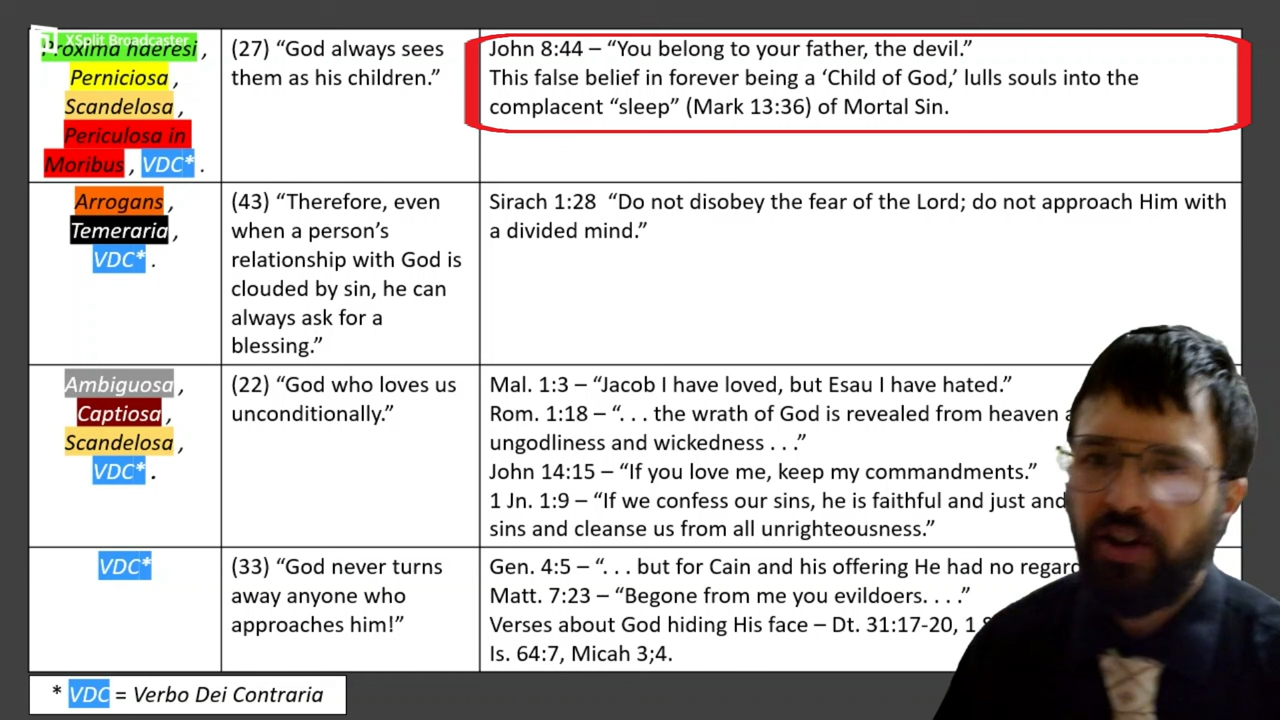 XSplit Broadcaster
Proxima haeresi ,
Perniciosa ,
Scandelosa ,
Periculosa in
Moribus , VDC* .
(27) “God always sees
them as his children.”
John 8:44 – “You belong to your father, the devil.”
This false belief in forever being a ‘Child of God,’ lulls souls into the
complacent “sleep” (Mark 13:36) of Mortal Sin.
Arrogans ,
Temeraria ,
VDC* .
(43) “Therefore, even
when a person’s
relationship with God is
clouded by sin, he can
always ask for a
blessing.”
Sirach 1:28 “Do not disobey the fear of the Lord; do not approach Him with
a divided mind.”
Ambiguosa ,
Captiosa ,
Scandelosa ,
VDC* .
(22) “God who loves us
unconditionally.”
Mal. 1:3 – “Jacob I have loved, but Esau I have hated.”
Rom. 1:18 – “. . . the wrath of God is revealed from heaven
ungodliness and wickedness . . .”
John 14:15 – “If you love me, keep my commandments.”
1 Jn. 1:9 – “If we confess our sins, he is faithful and just and
sins and cleanse us from all unrighteousness.”
VDC*
(33) “God never turns
away anyone who
approaches him!”
Gen. 4:5 – “. . . but for Cain and his offering He had no regard
Matt. 7:23 – “Begone from me you evildoers. . . .”
Verses about God hiding His face – Dt. 31:17-20, 1
Is. 64:7, Micah 3;4.
* VDC = Verbo Dei Contraria